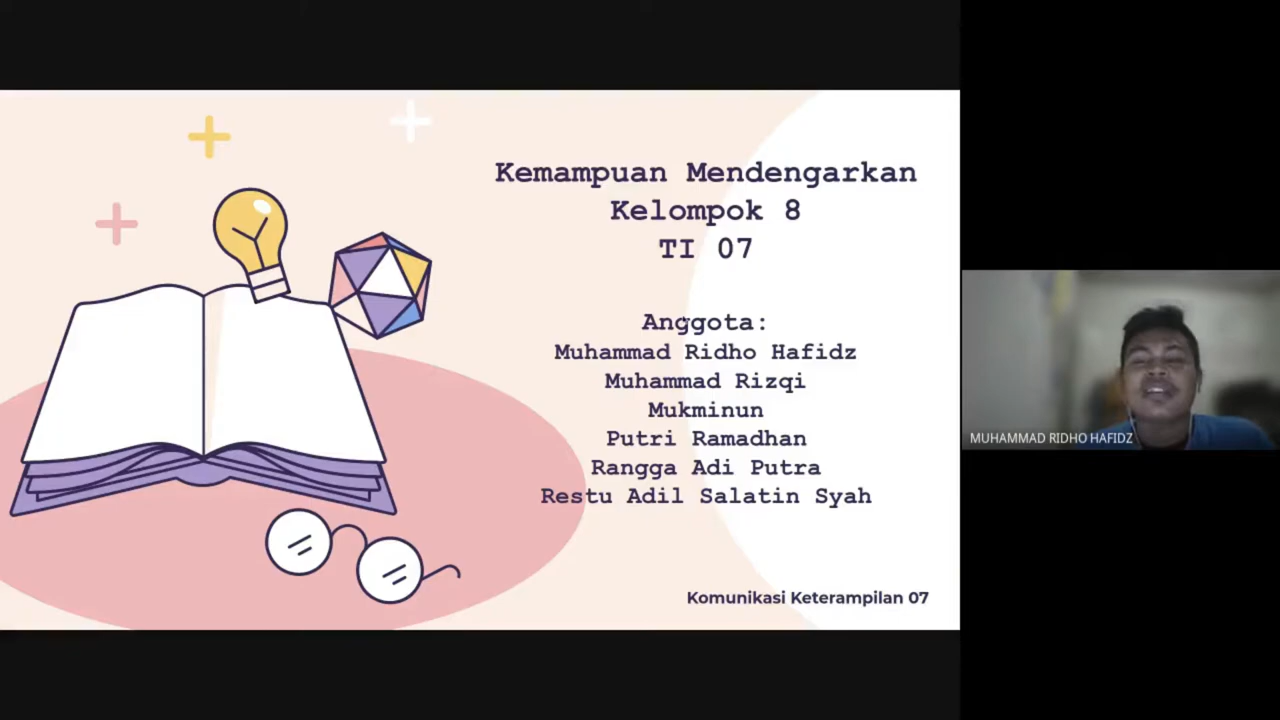 Kemampuan Mendengarkan
Kelompok 8
TI 07
Anggota:
Muhammad Ridho Hafidz
Muhammad Rizqi
Mukminun
Putri Ramadhan
Rangga Adi Putra
Restu Adil Salatin Syah
Komunikasi Keterampilan 07
MUHAMMAD RIDHO HAFIDZ